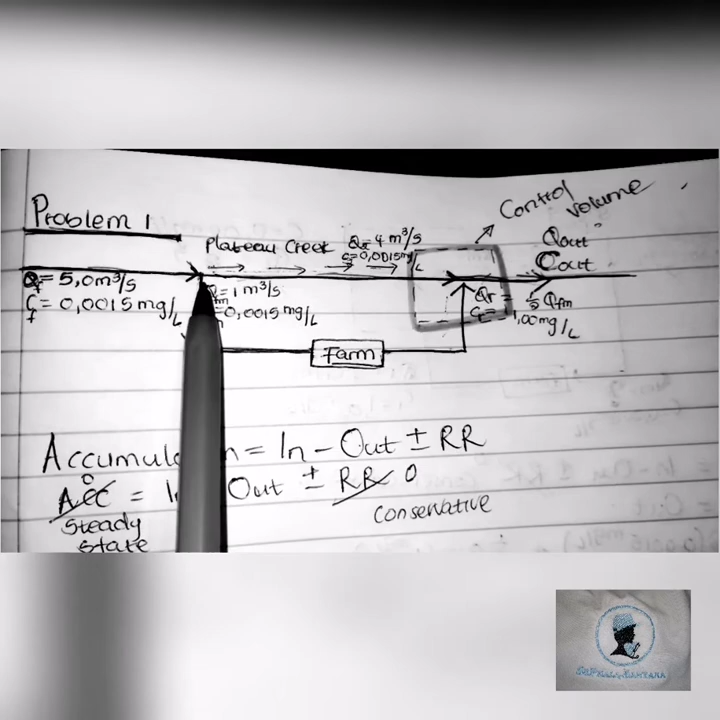 Problem 1
Control
volume
Plateau Creek
Qr = 4 m³/s
C = 0,0015 mg/L
Qout
Cout
Qf = 5,0 m³/s
Cf = 0,0015 mg/L
= 1 m³/s
fm
= 0,0015 mg/L
Qr = Qfm
Cr = 1,00 mg/L
Farm
= In - Out ± RR
0
Acc = Out ± RR 0
Steady
State
Conservative